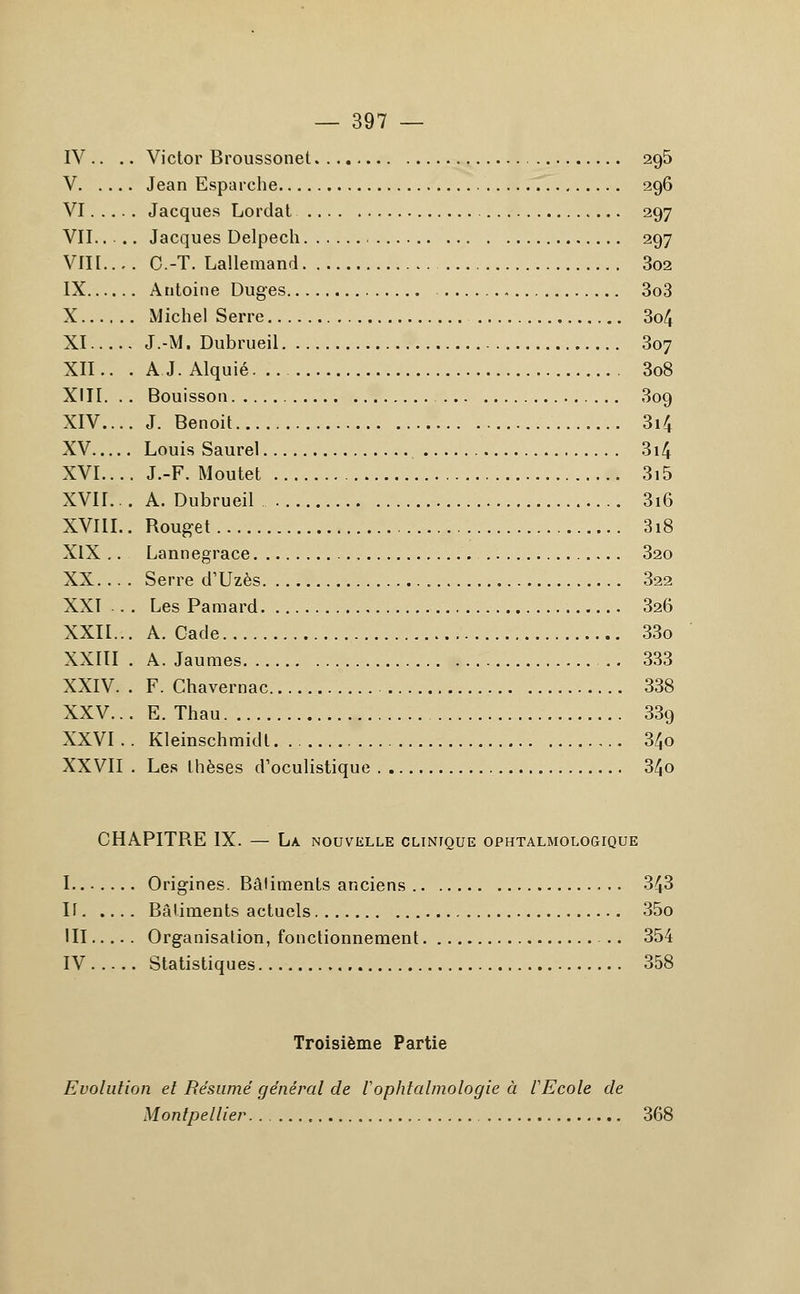 — 397 —
IV.. .. Victor Broussonet. 295
V. .... Jean Esparche. 296
VI..... Jacques Lordat .... 297
VII..... Jacques Delpech. 297
VIII.... C.-T. Lallemand. 302
IX...... Antoine Duges. 303
X...... Michel Serre. 304
XI..... J.-M. Dubrueil. 307
XII.. . A J. Alquié. 308
XIII. .. Bouisson. 309
XIV.... J. Benoit. 314
XV..... Louis Saurel. 314
XVI.... J.-F. Moutet .... 315
XVII... A. Dubrueil .... 316
XVIII.. Rouget .... 318
XIX .. Lannegrace. 320
XX.... Serre d'Uzès. 322
XXI ... Les Pamard. 326
XXII... A. Cade. 330
XXIII . A. Jaumes. 333
XXIV. . F. Chavernac. 338
XXV... E. Thau. 339
XXVI.. Kleinschmidt. 340
XXVII . Les thèses d'oculistique .... 340
CHAPITRE IX. — La nouvelle clinique ophtalmologique
I....... Origines. Bâtiments anciens .... 343
II. .... Bâtiments actuels. 350
III..... Organisation, fonctionnement. 354
IV..... Statistiques. 358
Troisième Partie
Evolution et Résumé général de l'ophtalmologie à l'Ecole de
Montpellier. 368